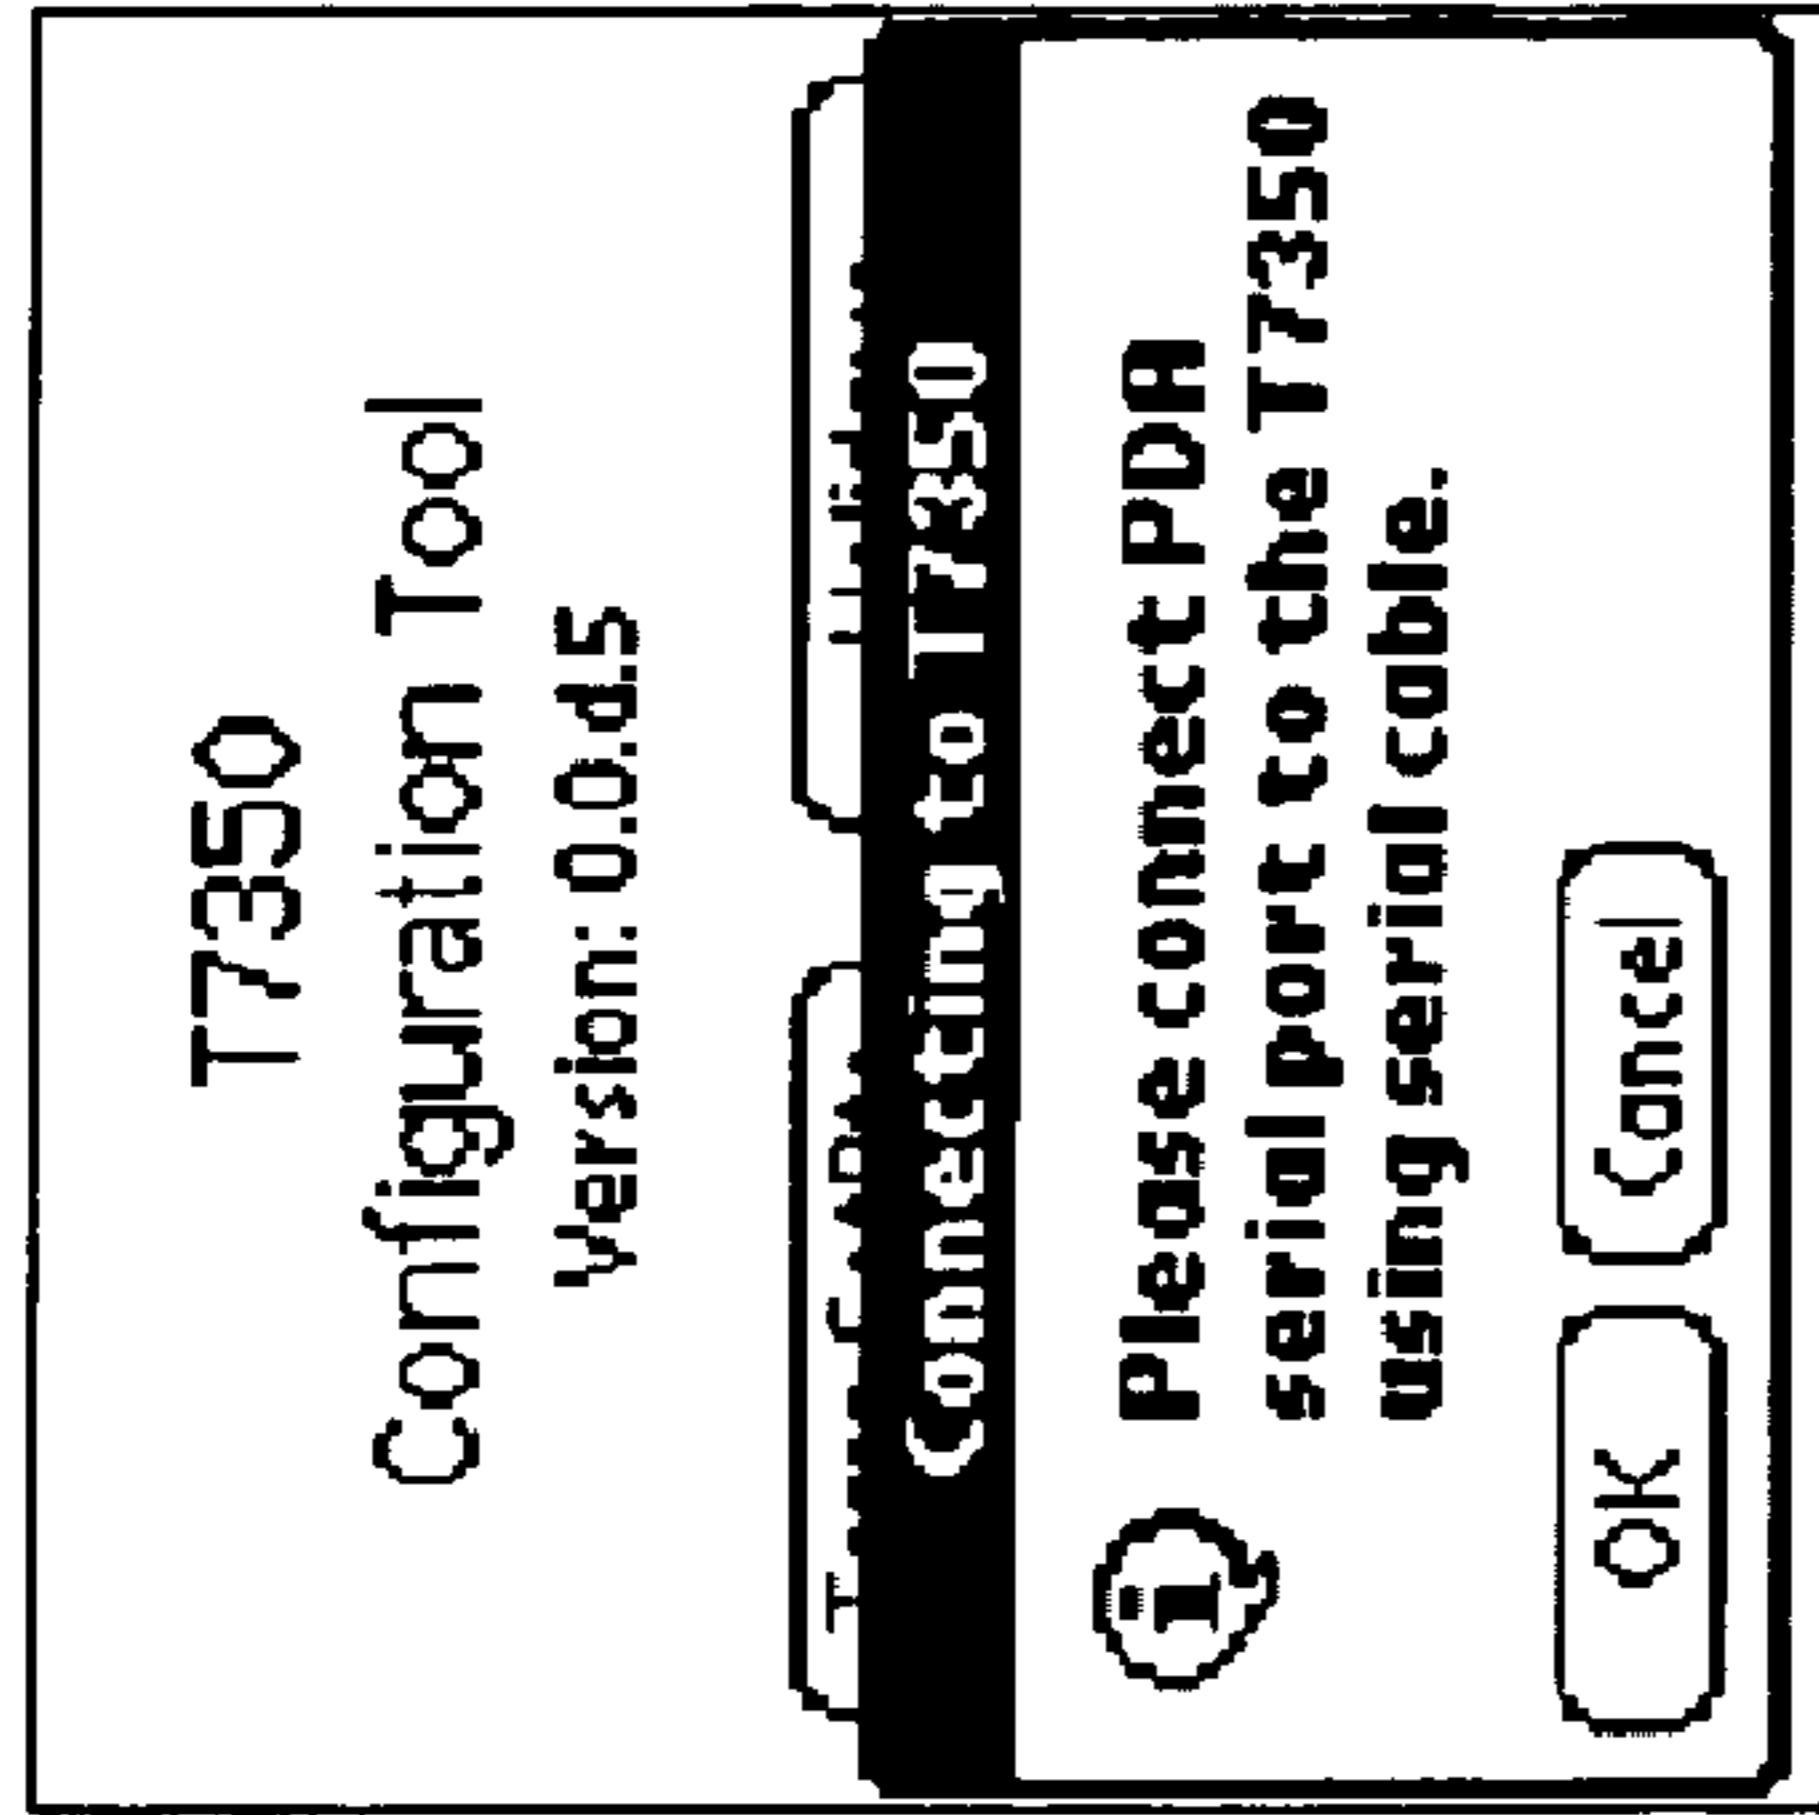 T7350
Configuration Tool
Version: 0.0.d.5
Connecting to T7350
Please connect PDA
serial port to the T7350
using serial cable.
OK Cancel